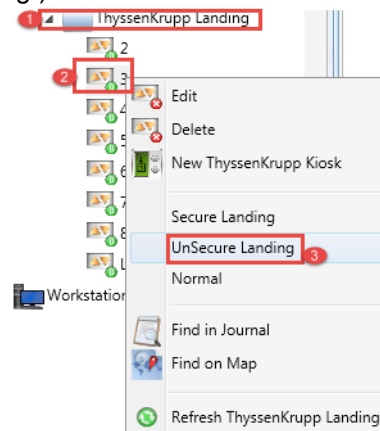 1 ThyssenKrupp Landing
2
2 3
4 Edit
5 Delete
6 New ThyssenKrupp Kiosk
7
8 Secure Landing
UnSecure Landing 3
Workstation Normal
Find in Journal
Find on Map
Refresh ThyssenKrupp Landing